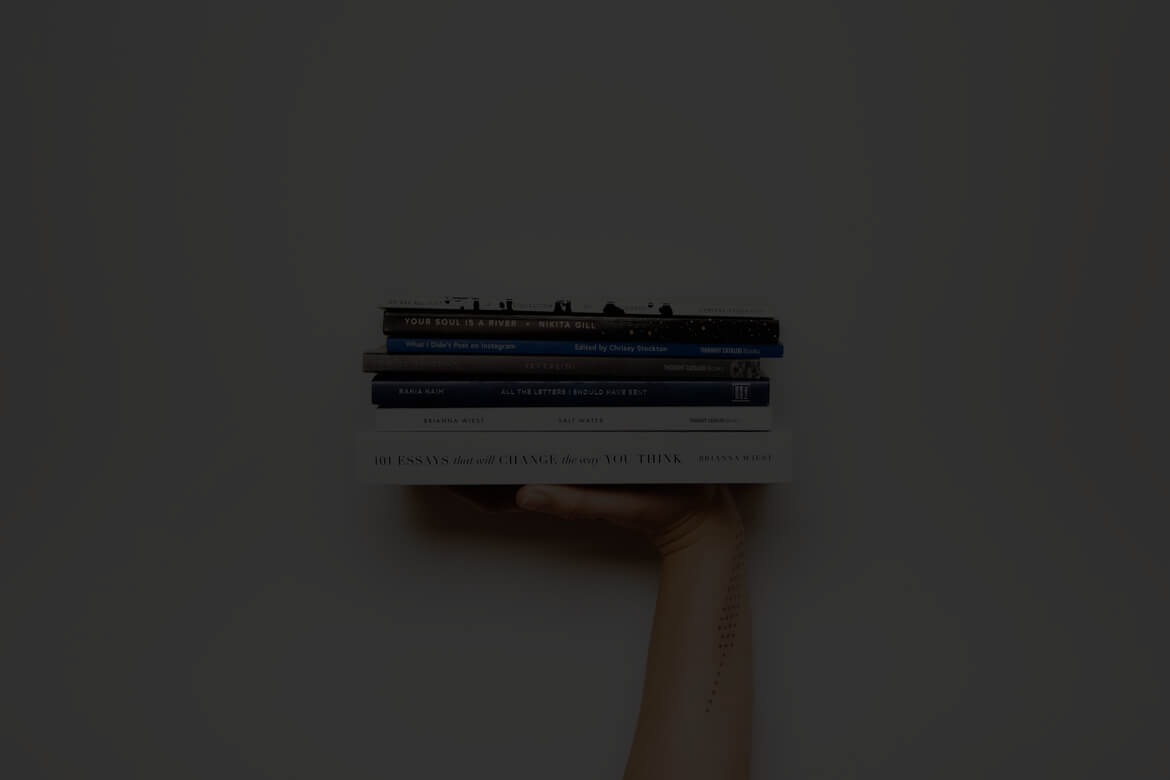 YOUR SOUL IS A RIVER • NIKITA GILL
What I Didn't Post on Instagram Edited by Chrissy Stockton THOUGHT CATALOG Books
THOUGHT CATALOG Books
RANIA NAIM ALL THE LETTERS I SHOULD HAVE SENT
BRIANNA WIEST SALT WATER THOUGHT CATALOG Books
101 ESSAYS that will CHANGE the way YOU THINK BRIANNA WIEST